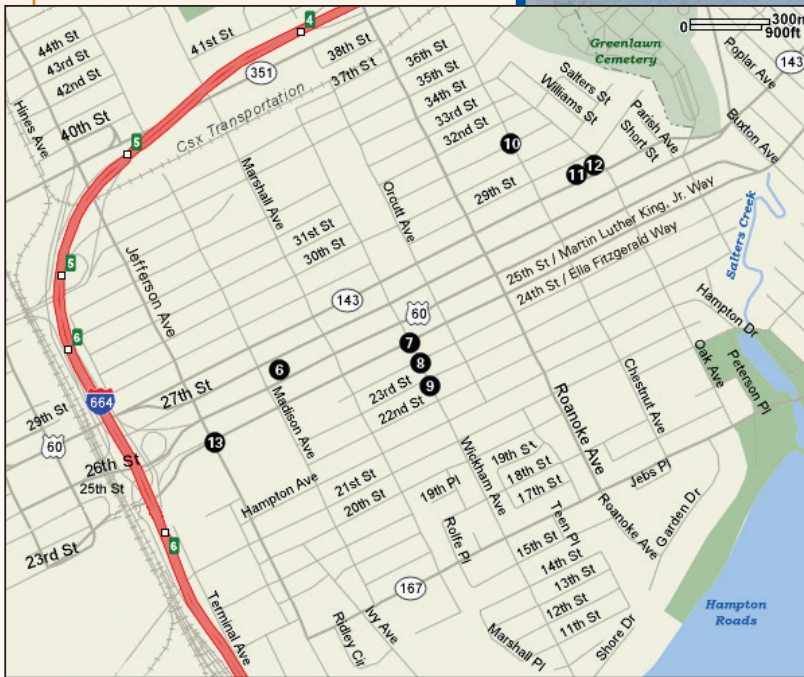 4
300m
0
900ft
44th St
43rd St
42nd St
41st St
38th St
37th St
36th St
35th St
34th St
33rd St
32nd St
Salters St
Williams St
Greenlawn
Cemetery
Poplar Ave
143
351
Hines Ave
40th St
5
Csx Transportation
Parish Ave
Short St
Buxton Ave
10
12
11
29th St
Marshall Ave
Orcutt Ave
31st St
30th St
25th St / Martin Luther King, Jr. Way
24th St / Ella Fitzgerald Way
Salters Creek
Jefferson Ave
5
143
60
Hampton Dr
6
7
6
8
9
23rd St
22nd St
Oak Ave
Peterson Pl
Chestnut Ave
664
27th St
Madison Ave
Roanoke Ave
29th St
60
13
26th St
25th St
Hampton Ave
21st St
20th St
Wickham Ave
19th St
18th St
17th St
19th Pl
Jebs Pl
Roanoke Ave
Garden Dr
Teen Pl
23rd St
6
Rolfe Pl
15th St
14th St
13th St
12th St
11th St
167
Terminal Ave
Ridley Cir
Ivy Ave
Marshall Pl
Shore Dr
Hampton
Roads